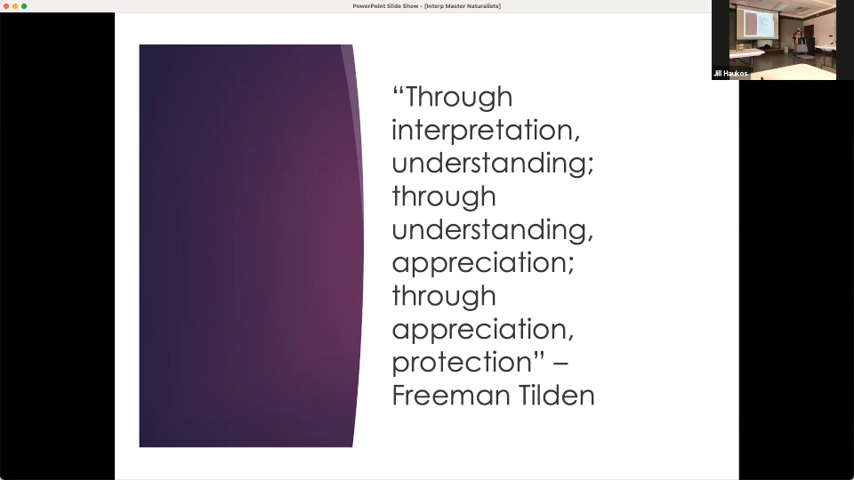 PowerPoint Slide Show - [Interp Master Naturalists]
Jill Haukos
“Through
interpretation,
understanding;
through
understanding,
appreciation;
through
appreciation,
protection” –
Freeman Tilden